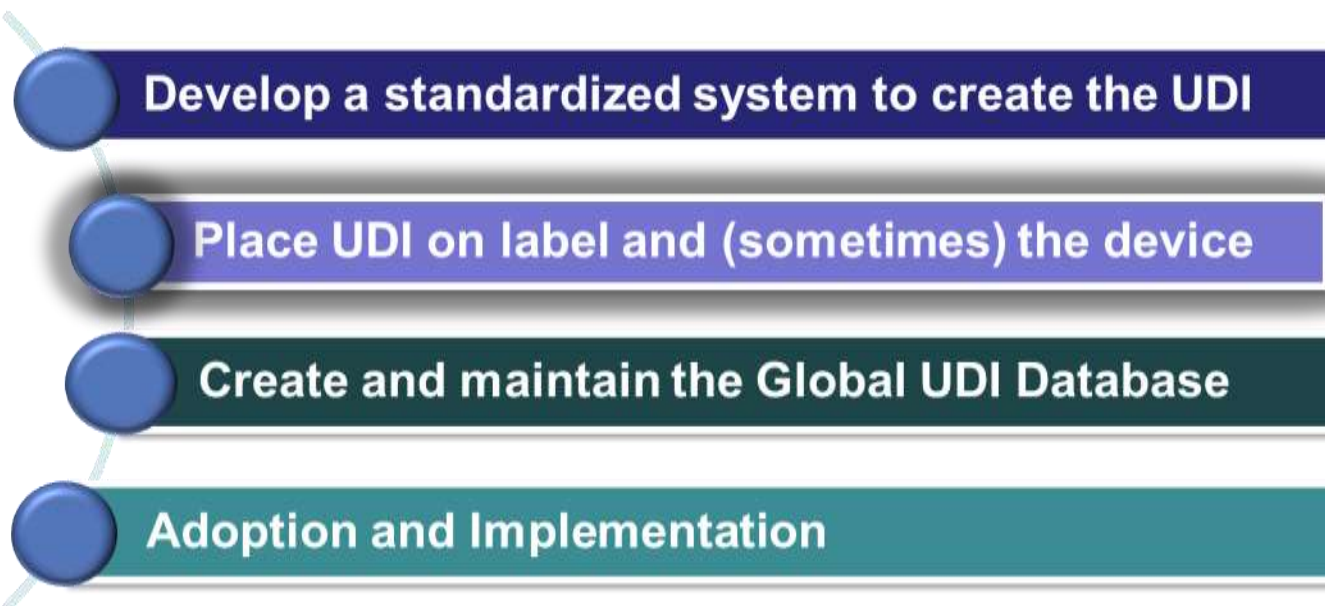 Develop a standardized system to create the UDI
Place UDI on label and (sometimes) the device
Create and maintain the Global UDI Database
Adoption and Implementation